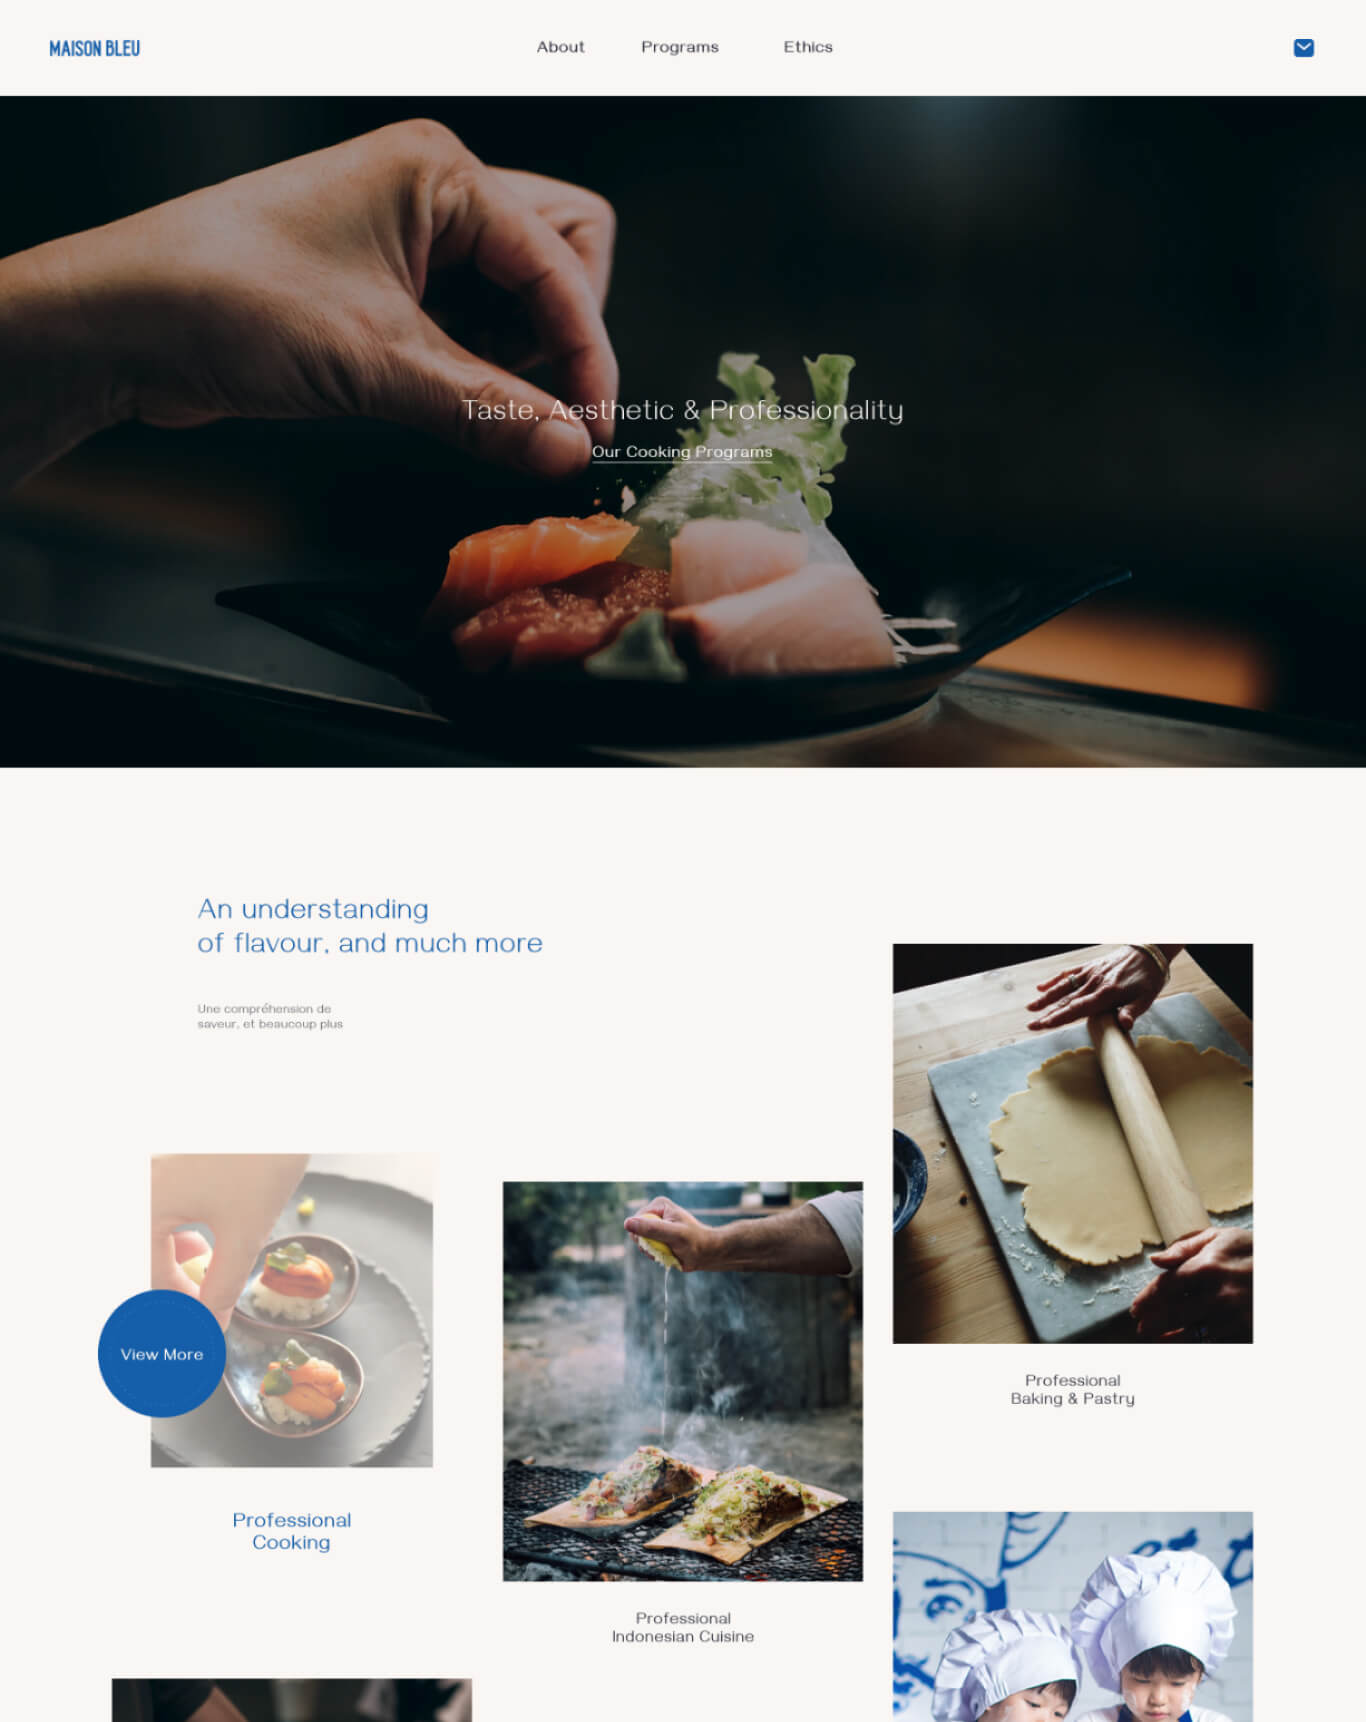 MAISON BLEU
About
Programs
Ethics
Taste, Aesthetic & Professionality
Our Cooking Programs
An understanding
of flavour, and much more
Une compréhension de
saveur, et beaucoup plus
View More
Professional
Cooking
Professional
Indonesian Cuisine
Professional
Baking & Pastry
et t